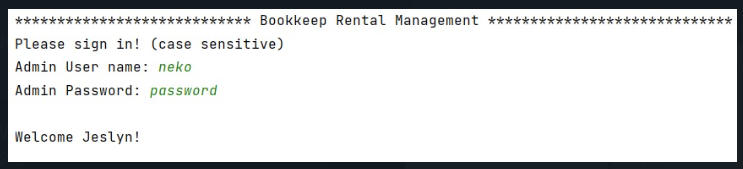 **************************** Bookkeep Rental Management *****************************
Please sign in! (case sensitive)
Admin User name: neko
Admin Password: password
Welcome Jeslyn!